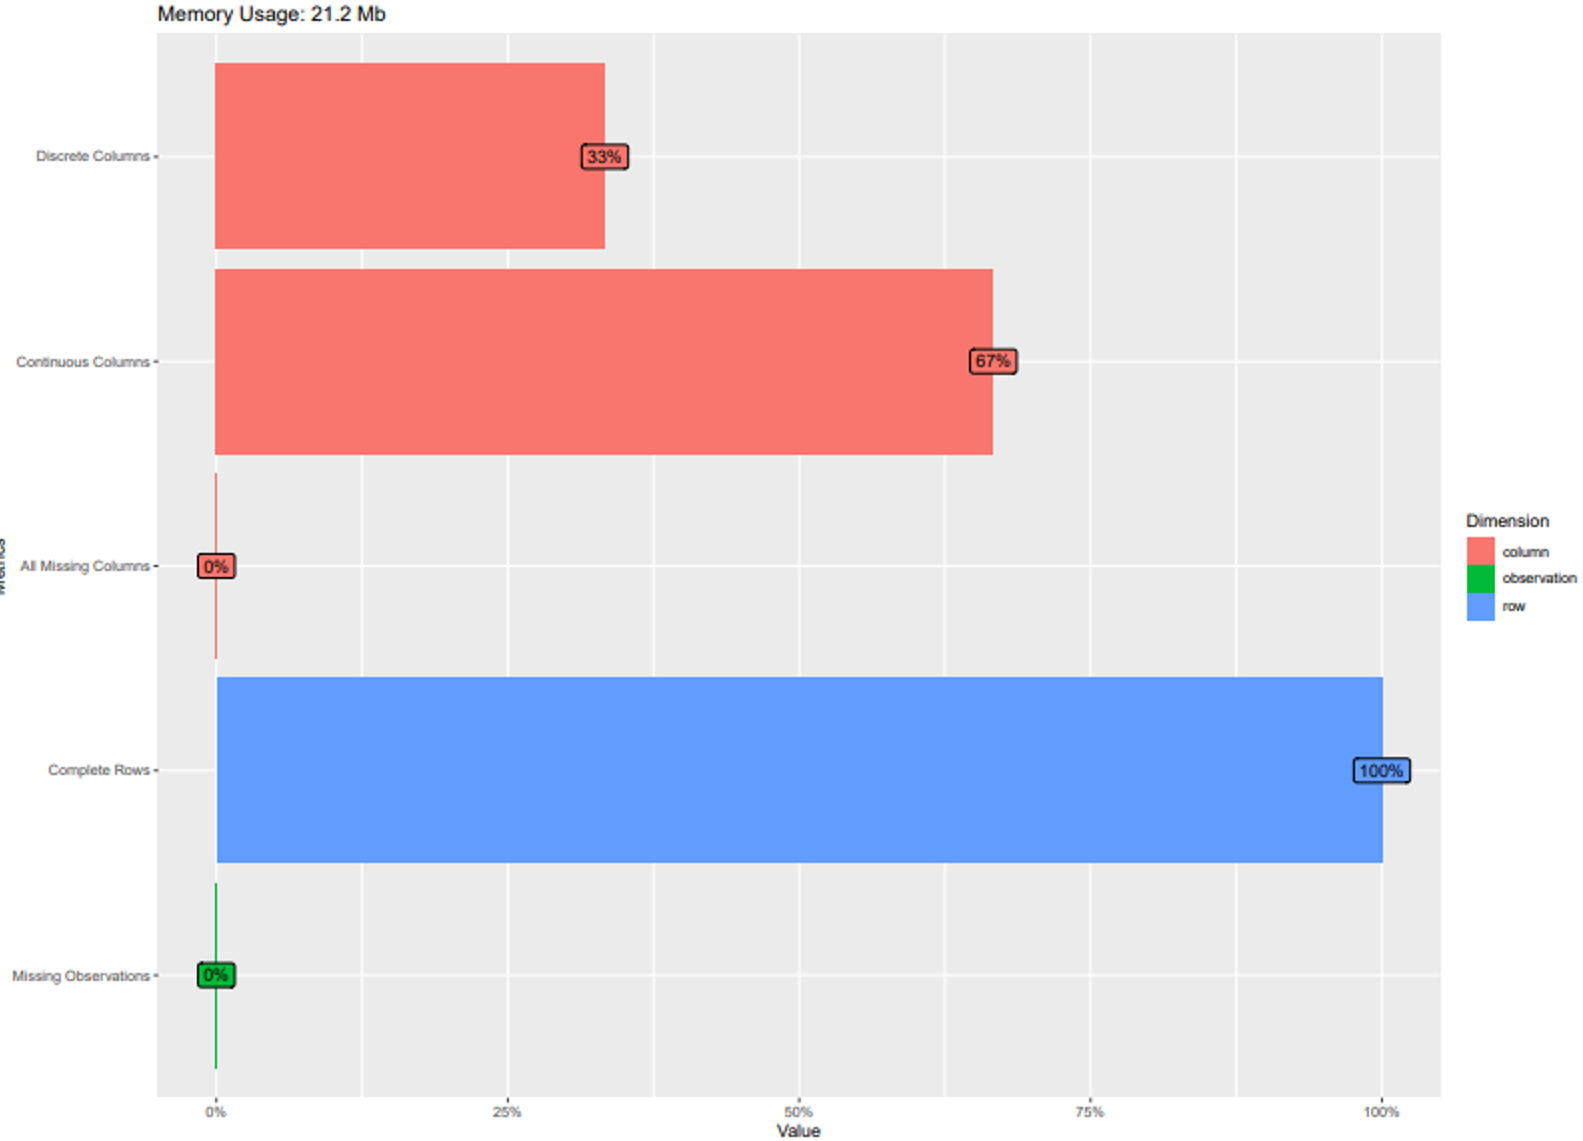 Memory Usage: 21.2 Mb
Discrete Columns
33%
Continuous Columns
67%
All Missing Columns
0%
Complete Rows
100%
Missing Observations
0%
0%
25%
50%
75%
100%
Value
Dimension
column
observation
row